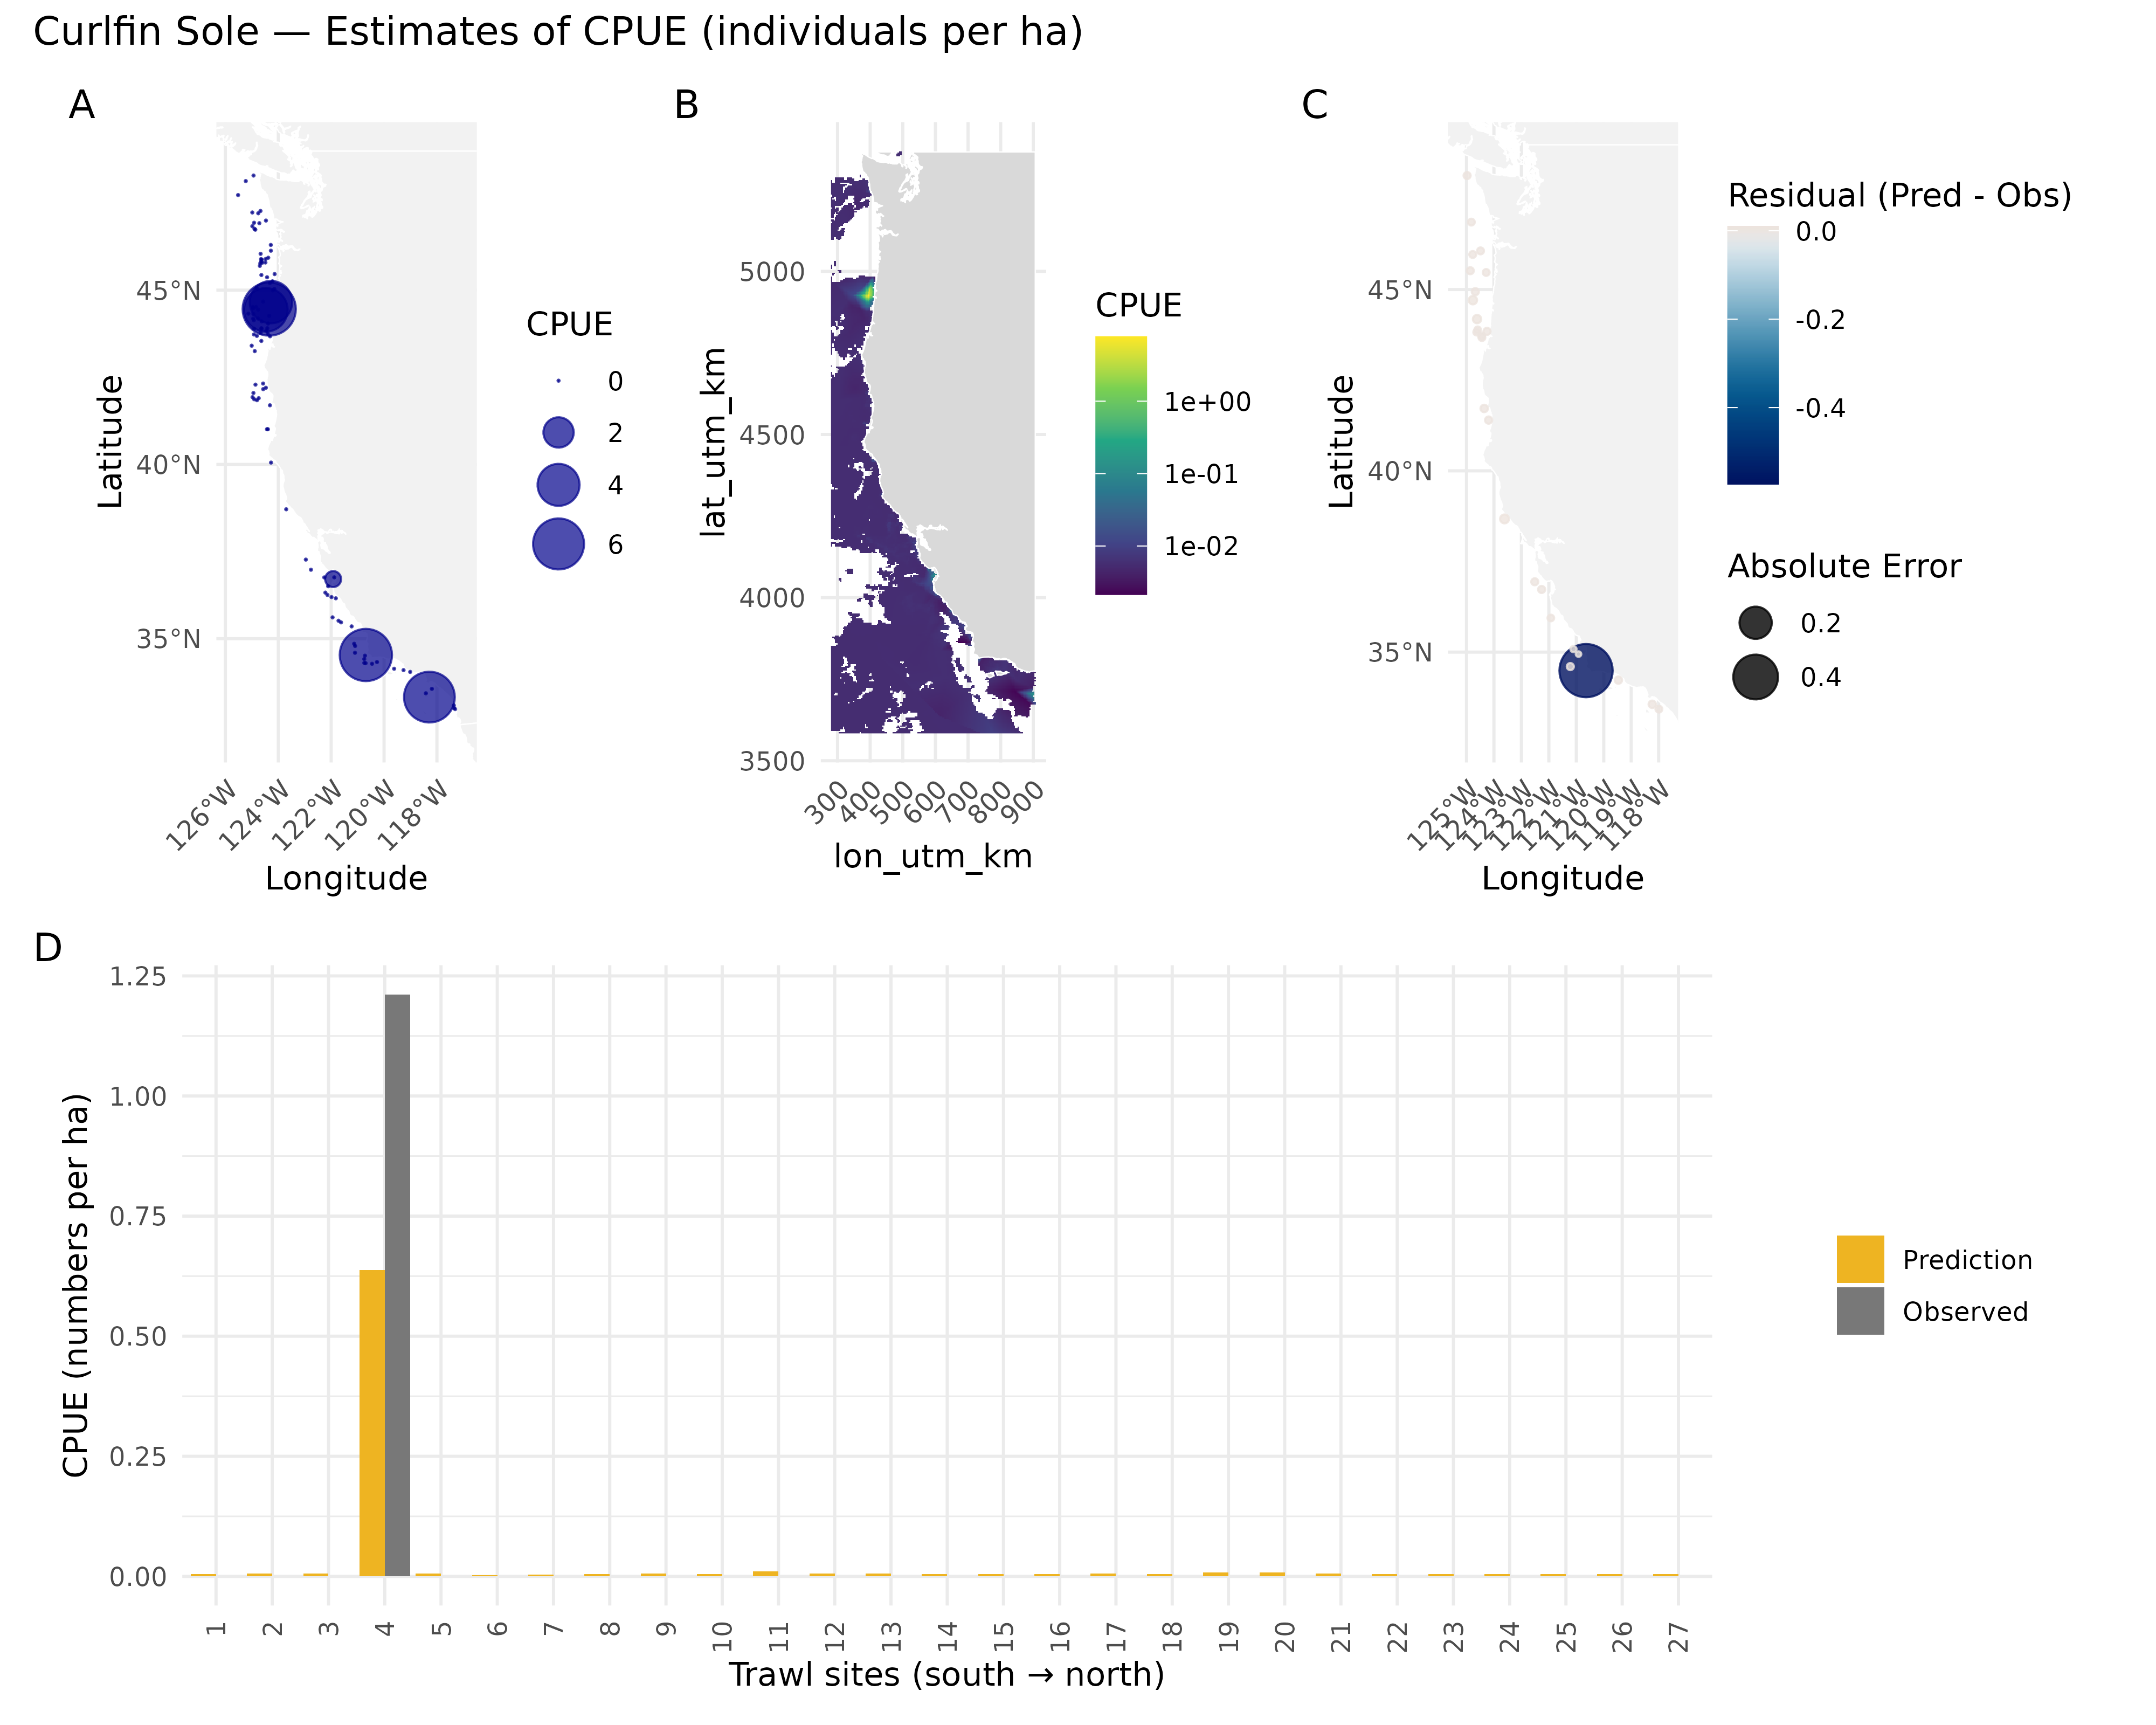 Curlfin Sole — Estimates of CPUE (individuals per ha)
A
Latitude
45°N
40°N
35°N
126°W
124°W
122°W
120°W
118°W
Longitude
CPUE
0
2
4
6
B
lat_utm_km
5000
4500
4000
3500
300
400
500
600
700
800
900
lon_utm_km
CPUE
1e+00
1e-01
1e-02
C
Latitude
45°N
40°N
35°N
125°W
124°W
123°W
122°W
121°W
120°W
119°W
118°W
Longitude
Residual (Pred - Obs)
0.0
-0.2
-0.4
Absolute Error
0.2
0.4
D
CPUE (numbers per ha)
1.25
1.00
0.75
0.50
0.25
0.00
1
2
3
4
5
6
7
8
9
10
11
12
13
14
15
16
17
18
19
20
21
22
23
24
25
26
27
Trawl sites (south → north)
Prediction
Observed